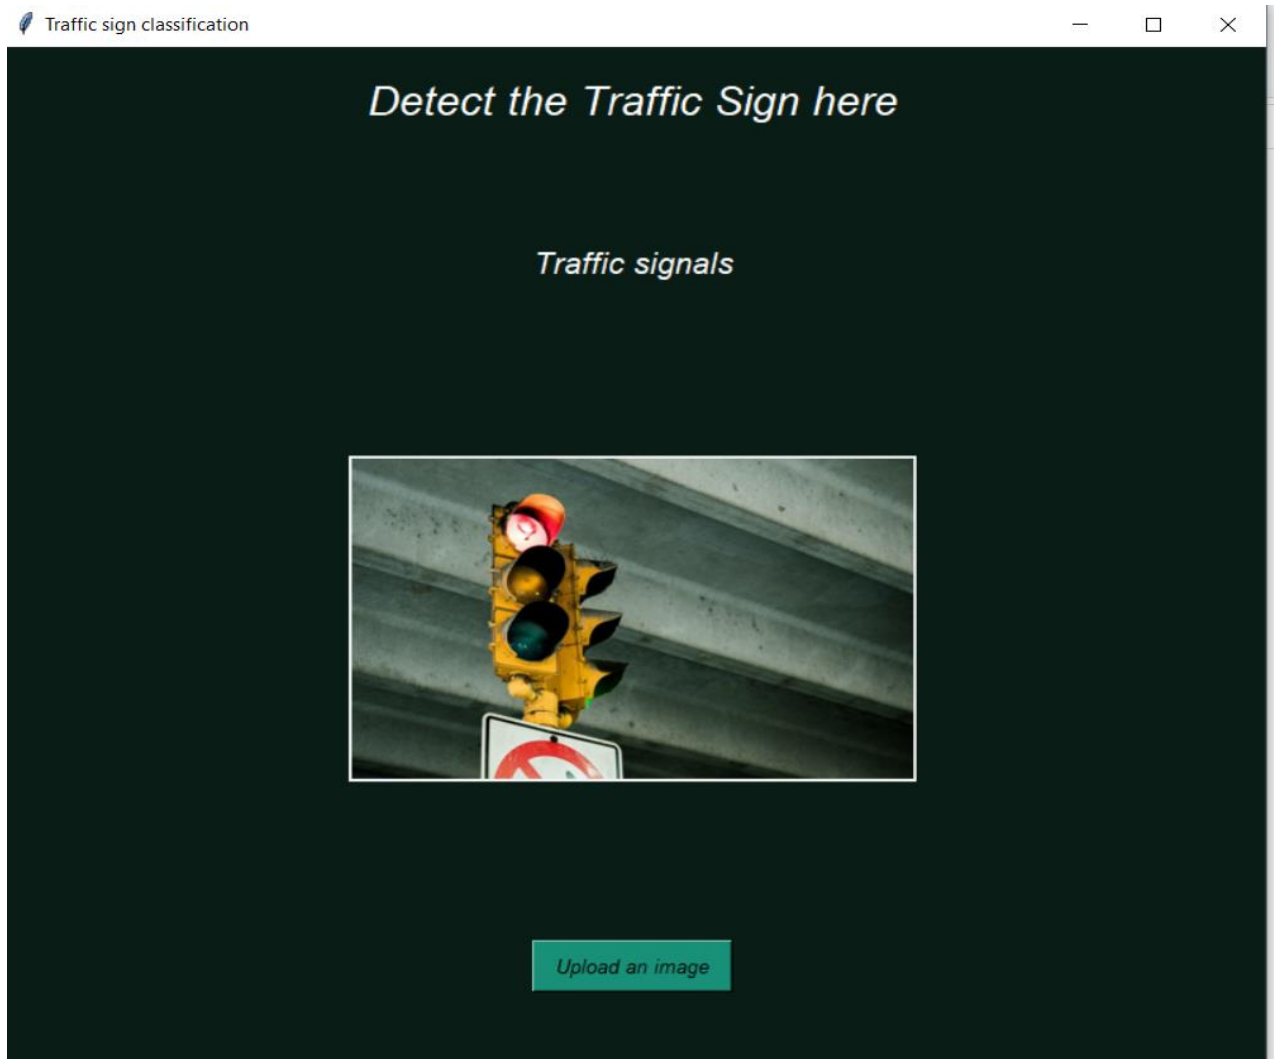 Traffic sign classification
Detect the Traffic Sign here
Traffic signals
Upload an image